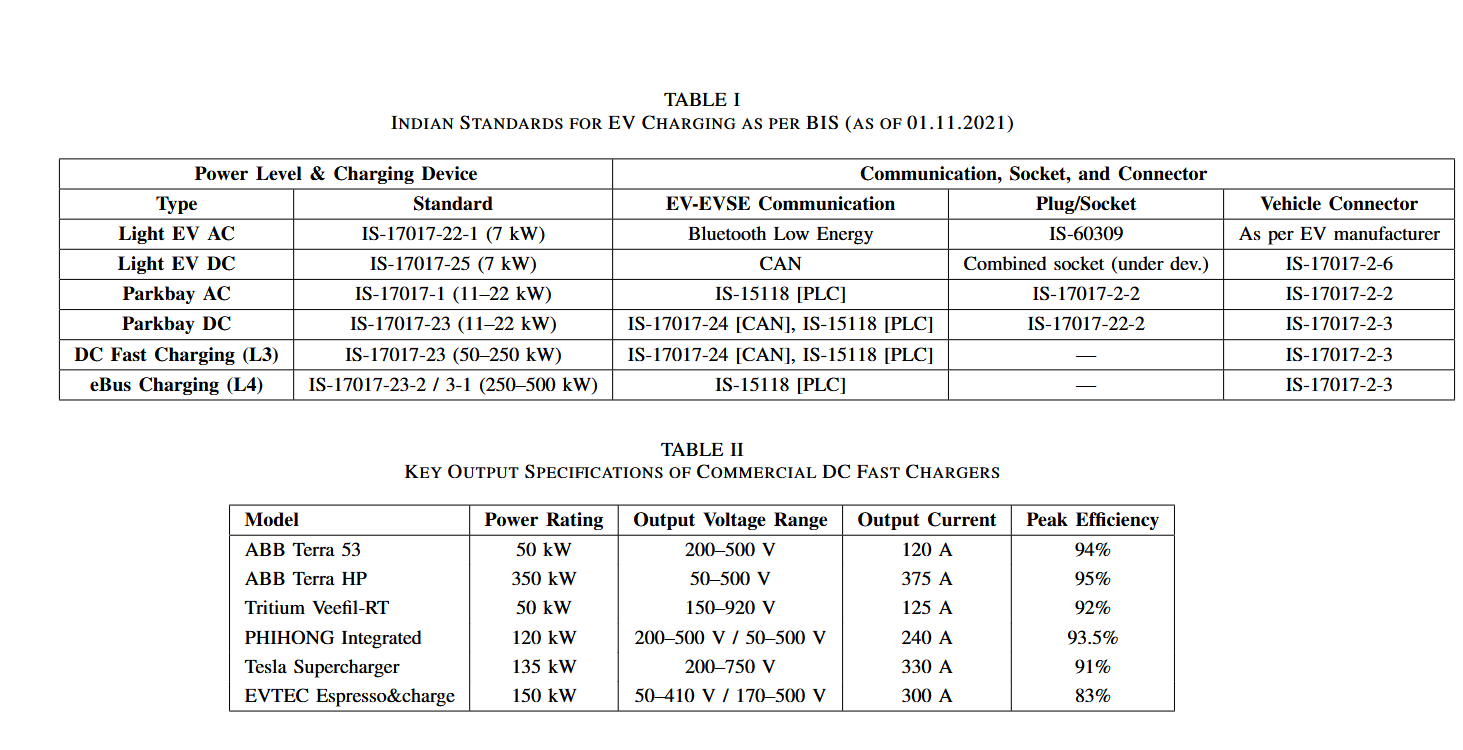 TABLE I
INDIAN STANDARDS FOR EV CHARGING AS PER BIS (AS OF 01.11.2021)
Power Level & Charging Device Communication, Socket, and Connector
Type Standard EV-EVSE Communication Plug/Socket Vehicle Connector
Light EV AC IS-17017-22-1 (7 kW) Bluetooth Low Energy IS-60309 As per EV manufacturer
Light EV DC IS-17017-25 (7 kW) CAN Combined socket (under dev.) IS-17017-2-6
Parkbay AC IS-17017-1 (11–22 kW) IS-15118 [PLC] IS-17017-2-2 IS-17017-2-2
Parkbay DC IS-17017-23 (11–22 kW) IS-17017-24 [CAN], IS-15118 [PLC] IS-17017-22-2 IS-17017-2-3
DC Fast Charging (L3) IS-17017-23 (50–250 kW) IS-17017-24 [CAN], IS-15118 [PLC] — IS-17017-2-3
eBus Charging (L4) IS-17017-23-2 / 3-1 (250–500 kW) IS-15118 [PLC] — IS-17017-2-3
TABLE II
KEY OUTPUT SPECIFICATIONS OF COMMERCIAL DC FAST CHARGERS
Model Power Rating Output Voltage Range Output Current Peak Efficiency
ABB Terra 53 50 kW 200–500 V 120 A 94%
ABB Terra HP 350 kW 50–500 V 375 A 95%
Tritium Veefil-RT 50 kW 150–920 V 125 A 92%
PHIHONG Integrated 120 kW 200–500 V / 50–500 V 240 A 93.5%
Tesla Supercharger 135 kW 200–750 V 330 A 91%
EVTEC Espresso&charge 150 kW 50–410 V / 170–500 V 300 A 83%